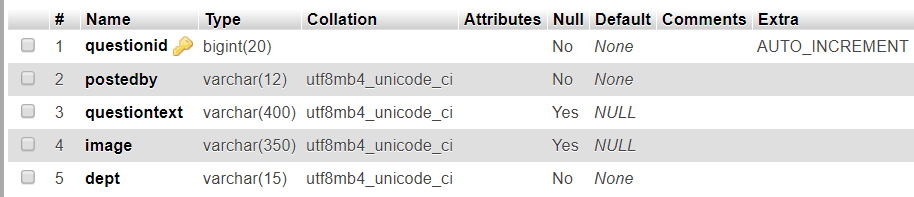 # Name Type Collation Attributes Null Default Comments Extra
1 questionid bigint(20) No None AUTO_INCREMENT
2 postedby varchar(12) utf8mb4_unicode_ci No None
3 questiontext varchar(400) utf8mb4_unicode_ci Yes NULL
4 image varchar(350) utf8mb4_unicode_ci Yes NULL
5 dept varchar(15) utf8mb4_unicode_ci No None